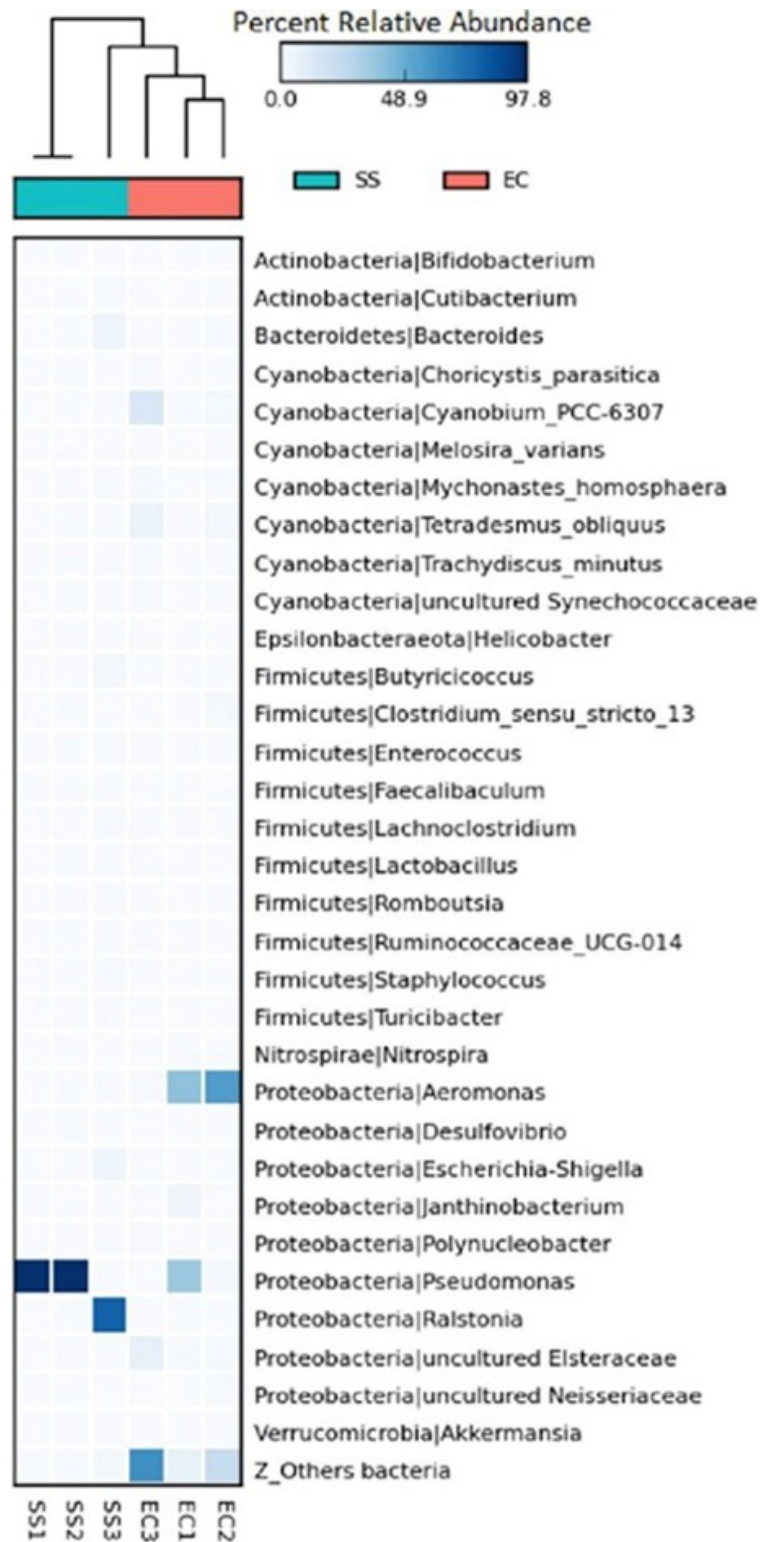 Percent Relative Abundance
0.0 48.9 97.8
SS EC
Actinobacteria|Bifidobacterium
Actinobacteria|Cutibacterium
Bacteroidetes|Bacteroides
Cyanobacteria|Choricystis_parasitica
Cyanobacteria|Cyanobium_PCC-6307
Cyanobacteria|Melosira_varians
Cyanobacteria|Mychonastes_homosphaera
Cyanobacteria|Tetradesmus_obliquus
Cyanobacteria|Trachydiscus_minutus
Cyanobacteria|uncultured Synechococcaceae
Epsilonbacteraeota|Helicobacter
Firmicutes|Butyricicoccus
Firmicutes|Clostridium_sensu_stricto_13
Firmicutes|Enterococcus
Firmicutes|Faecalibaculum
Firmicutes|Lachnoclostridium
Firmicutes|Lactobacillus
Firmicutes|Romboutsia
Firmicutes|Ruminococcaceae_UCG-014
Firmicutes|Staphylococcus
Firmicutes|Turicibacter
Nitrospirae|Nitrospira
Proteobacteria|Aeromonas
Proteobacteria|Desulfovibrio
Proteobacteria|Escherichia-Shigella
Proteobacteria|Janthinobacterium
Proteobacteria|Polynucleobacter
Proteobacteria|Pseudomonas
Proteobacteria|Ralstonia
Proteobacteria|uncultured Elsteraceae
Proteobacteria|uncultured Neisseriaceae
Verrucomicrobia|Akkermansia
Z_Others bacteria
SS1 SS2 SS3 EC3 EC1 EC2